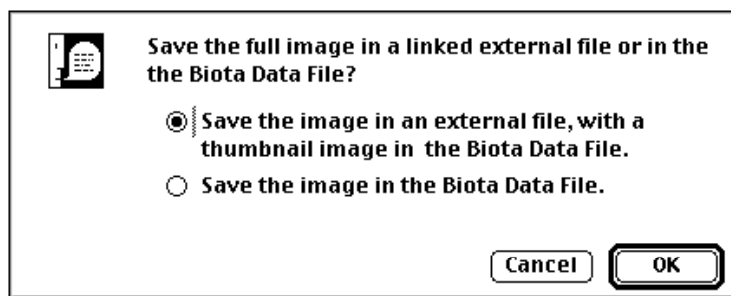 Save the full image in a linked external file or in the
the Biota Data File?
Save the image in an external file, with a
thumbnail image in the Biota Data File.
Save the image in the Biota Data File.
Cancel
OK